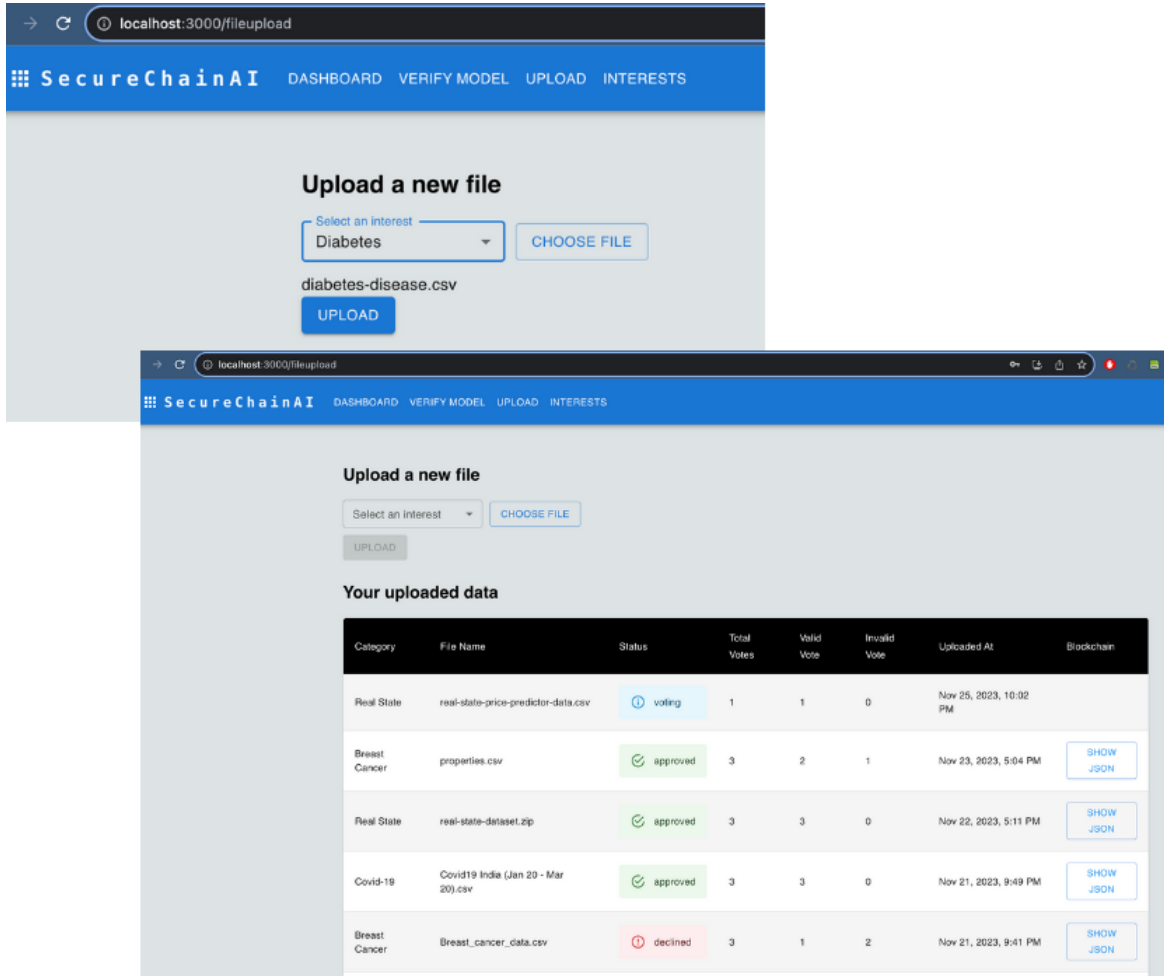 localhost:3000/fileupload
SecureChainAI DASHBOARD VERIFY MODEL UPLOAD INTERESTS
Upload a new file
Select an interest
Diabetes CHOOSE FILE
diabetes-disease.csv
UPLOAD
localhost:3000/fileupload
SecureChainAI DASHBOARD VERIFY MODEL UPLOAD INTERESTS
Upload a new file
Select an interest CHOOSE FILE
UPLOAD
Your uploaded data
Category File Name Status Total Votes Valid Vote Invalid Vote Uploaded At Blockchain
Real State real-state-price-predictor-data.csv voting 1 1 0 Nov 25, 2023, 10:02 PM
Breast Cancer properties.csv approved 3 2 1 Nov 23, 2023, 5:04 PM SHOW JSON
Real State real-state-dataset.zip approved 3 3 0 Nov 22, 2023, 5:11 PM SHOW JSON
Covid-19 Covid19 India (Jan 20 - Mar 20).csv approved 3 3 0 Nov 21, 2023, 9:49 PM SHOW JSON
Breast Cancer Breast_cancer_data.csv declined 3 1 2 Nov 21, 2023, 9:41 PM SHOW JSON